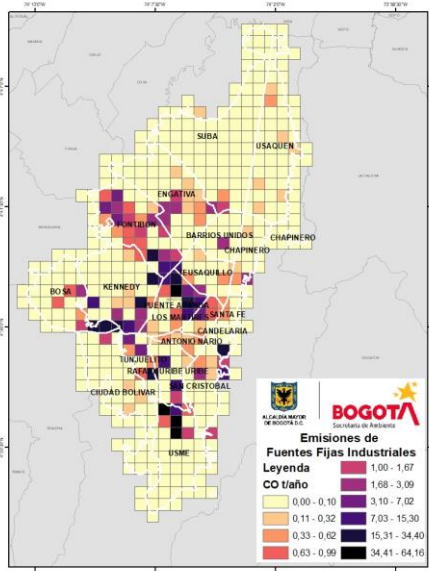 SUBA
USAQUEN
ENGATIVA
FONTIBON
BARRIOS UNIDOS
CHAPINERO
CHAPINERO
TEUSAQUILLO
KENNEDY
BOSA
PUENTE ARANDA
LOS MARTIRES
SANTA FE
CANDELARIA
ANTONIO NARIÑO
TUNJUELITO
RAFAEL URIBE URIBE
SAN CRISTOBAL
CIUDAD BOLIVAR
USME
ALCALDÍA MAYOR
DE BOGOTÁ D.C.
BOGOTA
Secretaría de Ambiente
Emisiones de
Fuentes Fijas Industriales
Leyenda
CO t/año
0,00 - 0,10
0,11 - 0,32
0,33 - 0,62
0,63 - 0,99
1,00 - 1,67
1,68 - 3,09
3,10 - 7,02
7,03 - 15,30
15,31 - 34,40
34,41 - 64,16